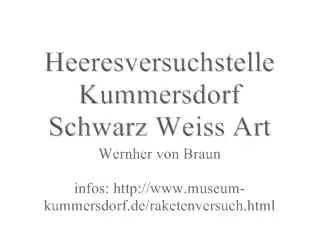 Heeresversuchstelle
Kummersdorf
Schwarz Weiss Art
Wernher von Braun
infos: http://www.museum-
kummersdorf.de/raketenversuch.html